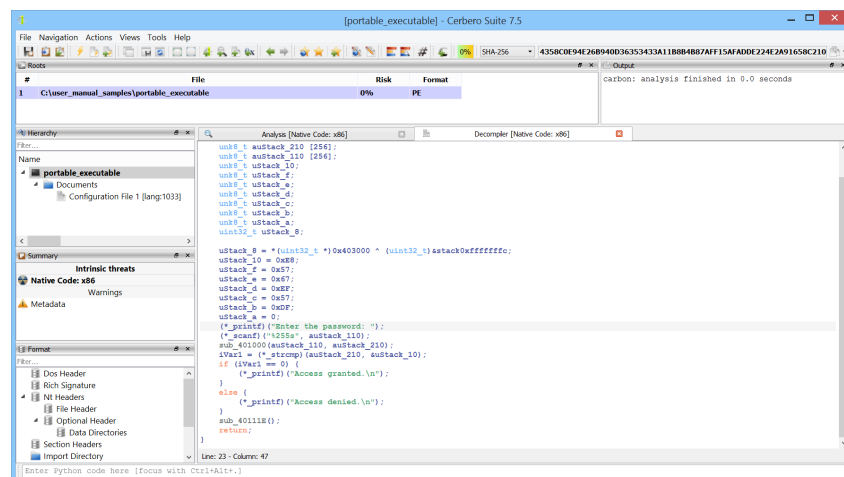 [portable_executable] - Cerbero Suite 7.5
File Navigation Actions Views Tools Help
0% SHA-256 4358C0E94E26B940D36353433A11B8B4B87AFF15AFADDE224E2A91658C210
Roots
# File Risk Format
1 C:\user_manual_samples\portable_executable 0% PE
Output
carbon: analysis finished in 0.0 seconds
Hierarchy
Filter...
Name
portable_executable
Documents
Configuration File 1 [lang:1033]
Summary
Intrinsic threats
Native Code: x86
Warnings
Metadata
Format
Filter...
Dos Header
Rich Signature
Nt Headers
File Header
Optional Header
Data Directories
Section Headers
Import Directory
Analysis [Native Code: x86] Decompiler [Native Code: x86]
unk8_t auStack_210 [256];
unk8_t auStack_110 [256];
unk8_t uStack_10;
unk8_t uStack_f;
unk8_t uStack_e;
unk8_t uStack_d;
unk8_t uStack_c;
unk8_t uStack_b;
unk8_t uStack_a;
uint32_t uStack_8;
uStack_8 = *(uint32_t *)0x403000 ^ (uint32_t)&stack0xfffffffc;
uStack_10 = 0xE8;
uStack_f = 0x57;
uStack_e = 0x67;
uStack_d = 0xEF;
uStack_c = 0x57;
uStack_b = 0xDF;
uStack_a = 0;
(*_printf)("Enter the password: ");
(*_scanf)("%255s", auStack_110);
sub_401000(auStack_110, auStack_210);
iVar1 = (*_strcmp)(auStack_210, &uStack_10);
if (iVar1 == 0) {
(*_printf)("Access granted.\n");
}
else {
(*_printf)("Access denied.\n");
}
sub_40111E();
return;
}
Line: 23 - Column: 47
Enter Python code here [focus with Ctrl+Alt+.]